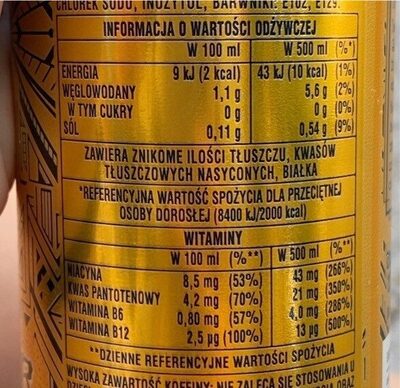 CHLOREK SODU, INOZYTOL, BARWNIKI: E102, E129.
INFORMACJA O WARTOŚCI ODŻYWCZEJ
W 100 ml W 500 ml (%*)
ENERGIA 9 kJ (2 kcal) 43 kJ (10 kcal) (1%)
WĘGLOWODANY 1,1 g 5,6 g (2%)
W TYM CUKRY 0 g 0 g (0%)
SÓL 0,11 g 0,54 g (9%)
ZAWIERA ZNIKOME ILOŚCI TŁUSZCZU, KWASÓW
TŁUSZCZOWYCH NASYCONYCH, BIAŁKA
*REFERENCYJNA WARTOŚĆ SPOŻYCIA DLA PRZECIĘTNEJ
OSOBY DOROSŁEJ (8400 kJ/2000 kcal)
WITAMINY
W 100 ml (%**) W 500 ml (%**)
NIACYNA 8,5 mg (53%) 43 mg (266%)
KWAS PANTOTENOWY 4,2 mg (70%) 21 mg (350%)
WITAMINA B6 0,80 mg (57%) 4,0 mg (286%)
WITAMINA B12 2,5 µg (100%) 13 µg (500%)
**DZIENNE REFERENCYJNE WARTOŚCI SPOŻYCIA
WYSOKA ZAWARTOŚĆ KOFEINY: NIE ZALECA SIĘ STOSOWANIA U